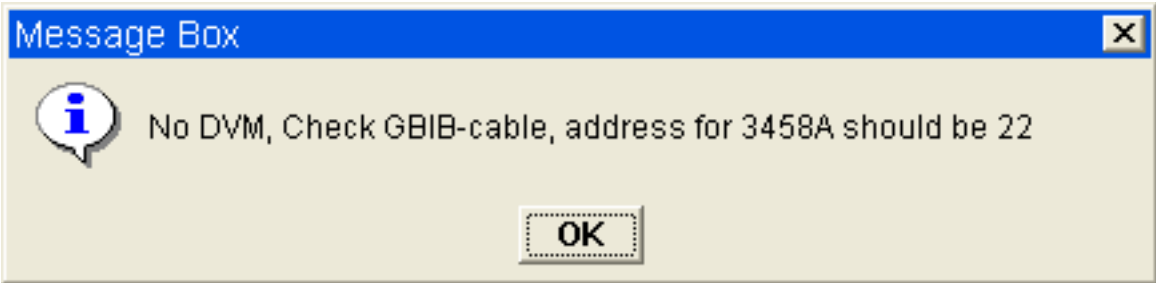 Message Box
No DVM, Check GBIB-cable, address for 3458A should be 22
OK